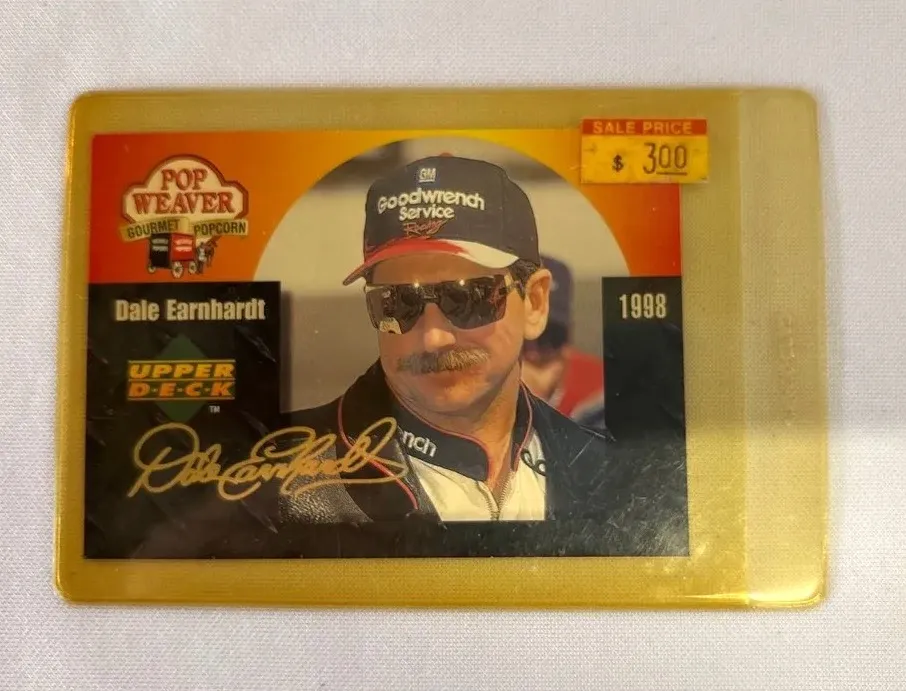 SALE PRICE
$ 3.00
POP
WEAVER
GOURMET POPCORN
GM
Goodwrench
Service
Racing
Dale Earnhardt
1998
UPPER
D·E·C·K
TM
Dale Earnhardt
nch